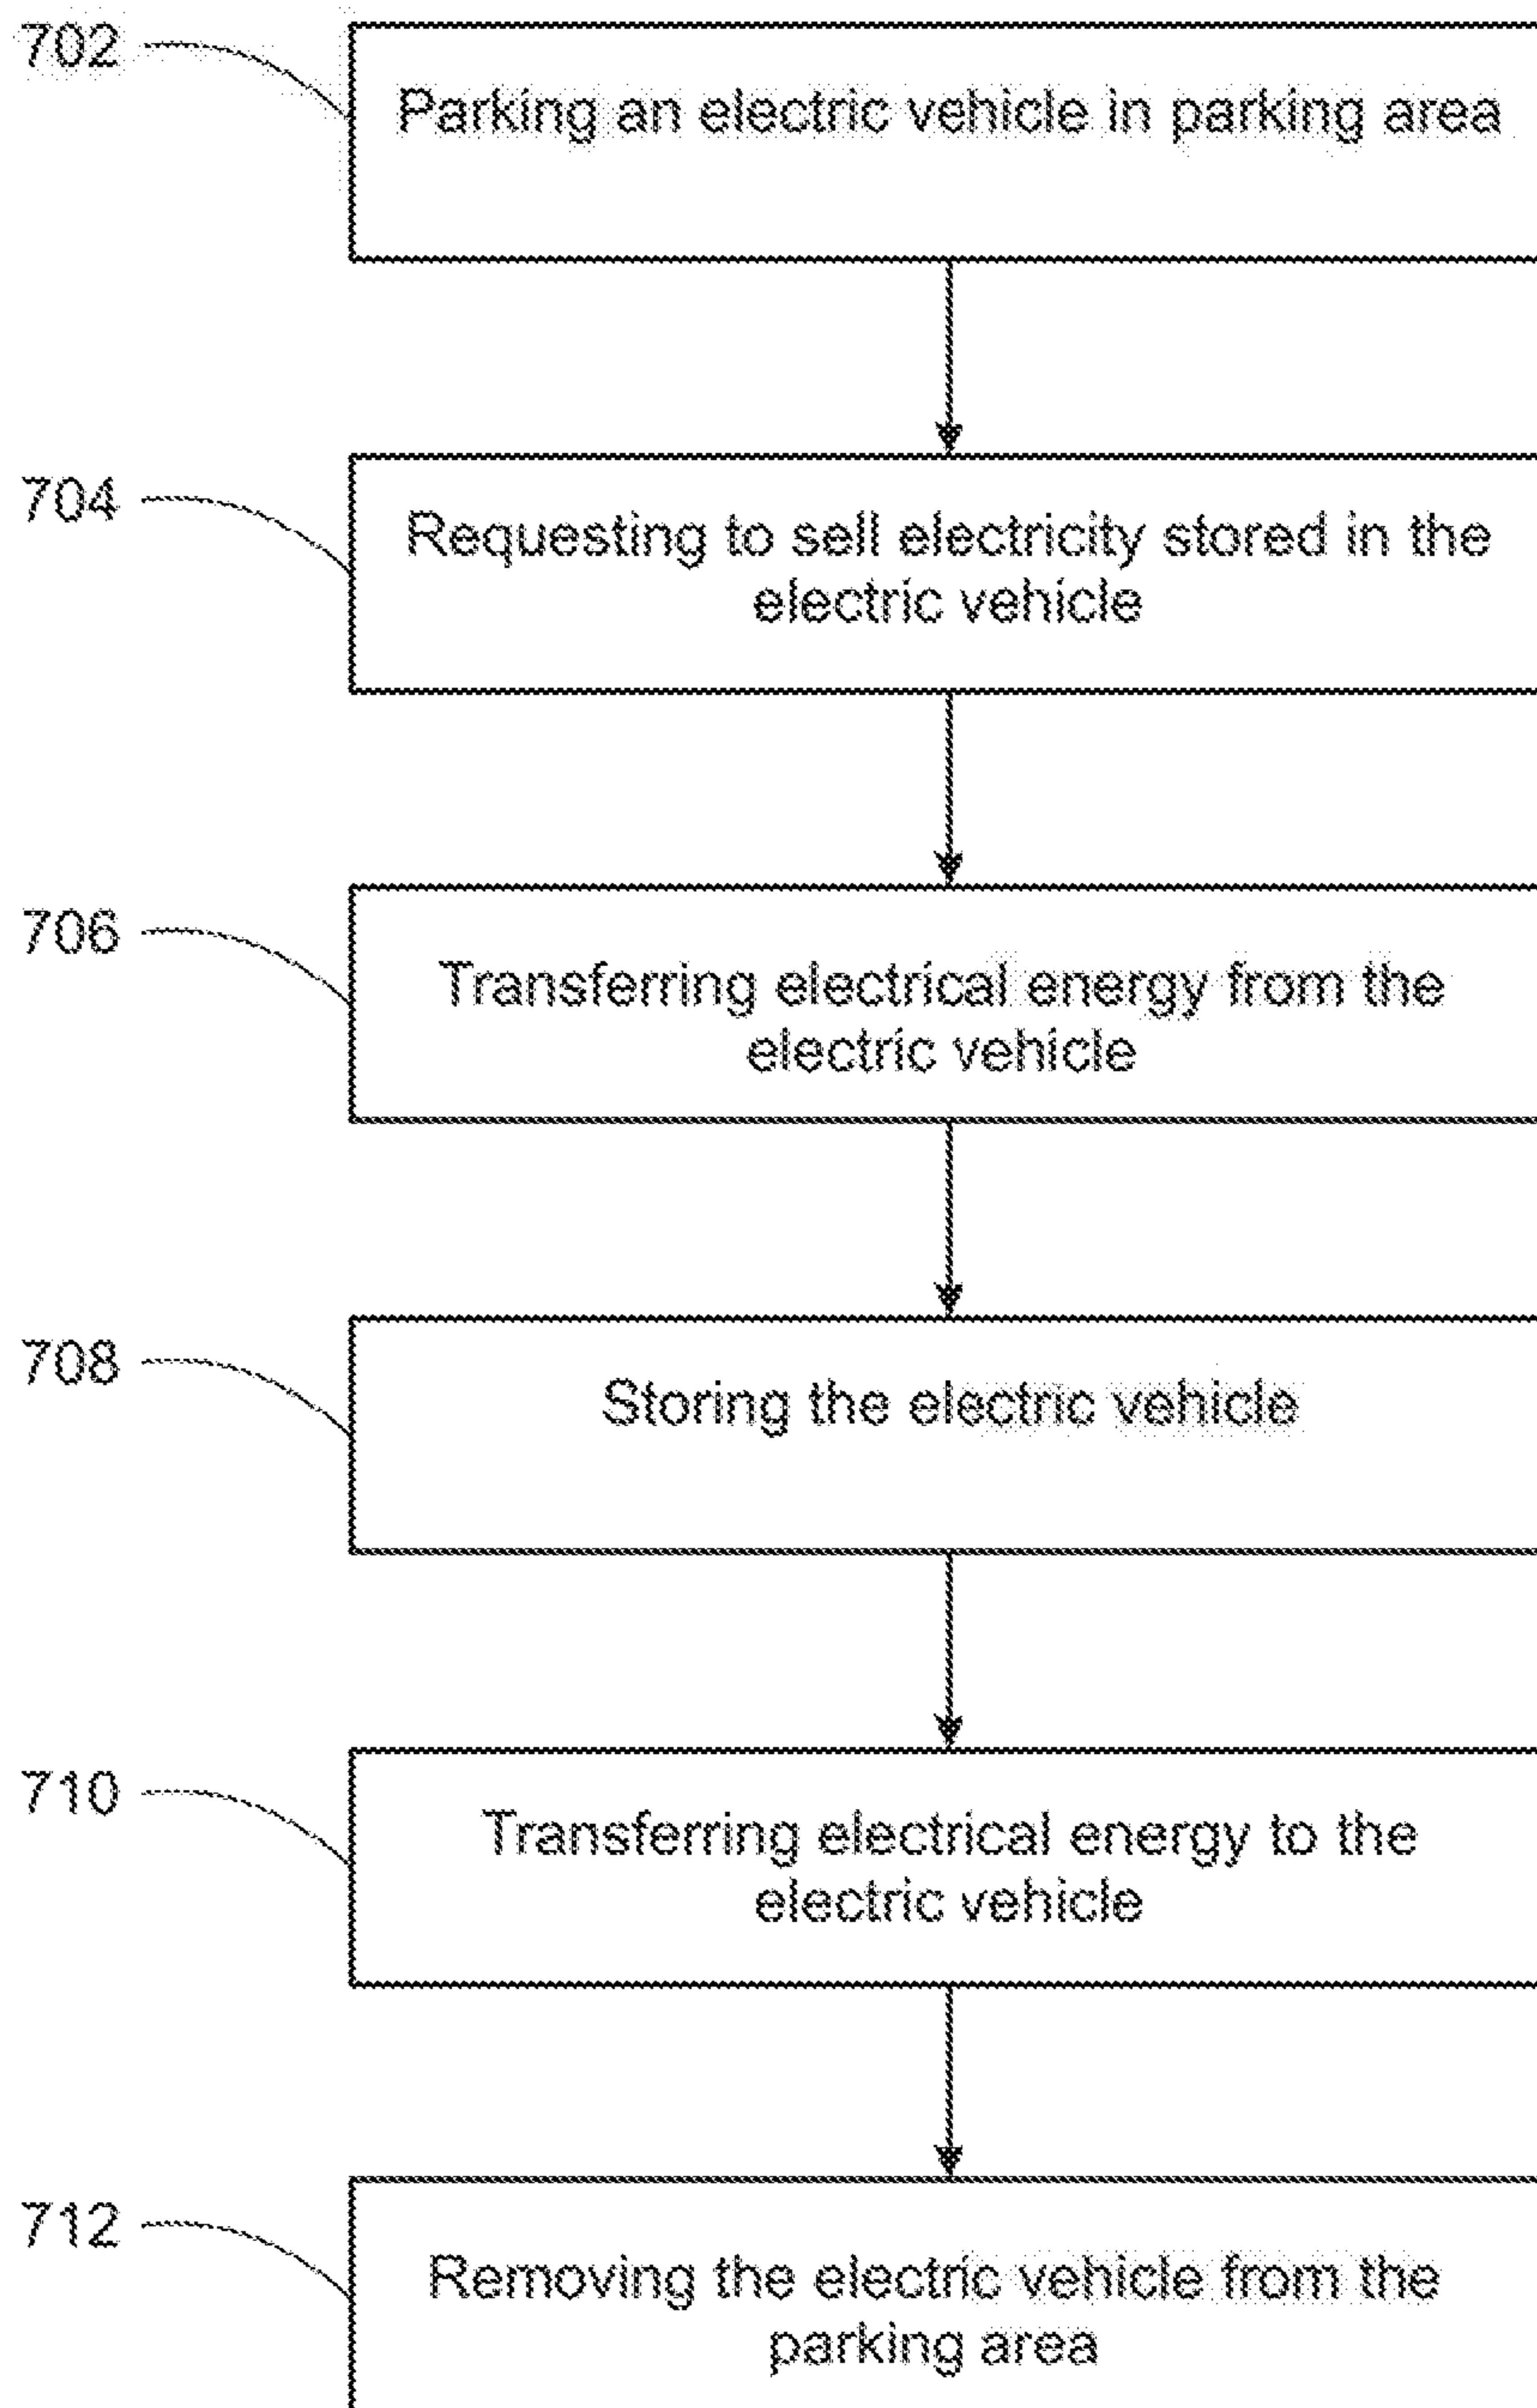 702
Parking an electric vehicle in parking area
704
Requesting to sell electricity stored in the
electric vehicle
706
Transferring electrical energy from the
electric vehicle
708
Storing the electric vehicle
710
Transferring electrical energy to the
electric vehicle
712
Removing the electric vehicle from the
parking area